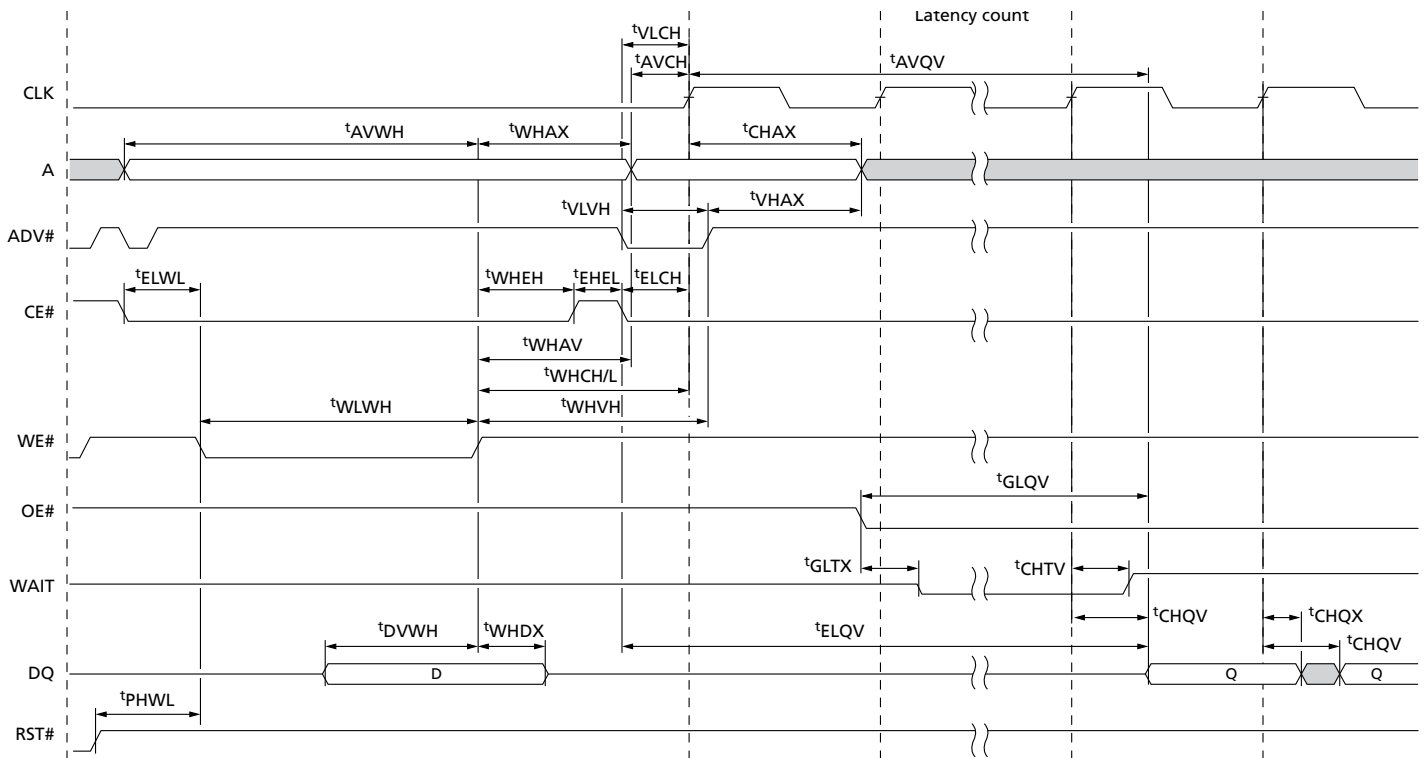 Latency count
tVLCH
tAVCH
tAVQV
CLK
tAVWH
tWHAX
tCHAX
A
tVLVH
tVHAX
ADV#
tELWL
tWHEH
tEHEL
tELCH
CE#
tWHAV
tWHCH/L
tWLWH
tWHVH
WE#
tGLQV
OE#
tGLTX
tCHTV
WAIT
tCHQV
tCHQX
tDVWH
tWHDX
tELQV
tCHQV
DQ
D
Q
Q
tPHWL
RST#